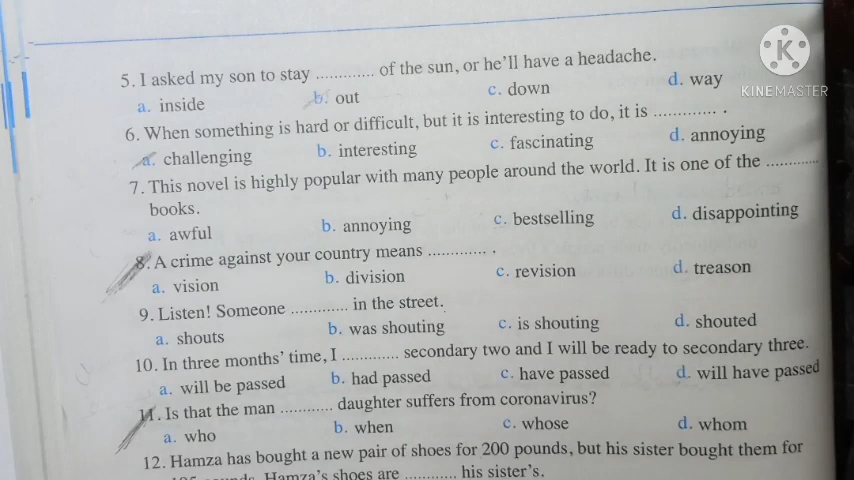 KINEMASTER
5. I asked my son to stay ............. of the sun, or he'll have a headache.
a. inside b. out c. down d. way
6. When something is hard or difficult, but it is interesting to do, it is ............. .
a. challenging b. interesting c. fascinating d. annoying
7. This novel is highly popular with many people around the world. It is one of the .............
books.
a. awful b. annoying c. bestselling d. disappointing
8. A crime against your country means ............. .
a. vision b. division c. revision d. treason
9. Listen! Someone ............. in the street.
a. shouts b. was shouting c. is shouting d. shouted
10. In three months' time, I ............. secondary two and I will be ready to secondary three.
a. will be passed b. had passed c. have passed d. will have passed
11. Is that the man ............. daughter suffers from coronavirus?
a. who b. when c. whose d. whom
12. Hamza has bought a new pair of shoes for 200 pounds, but his sister bought them for
Hamza's shoes are ............. his sister's.